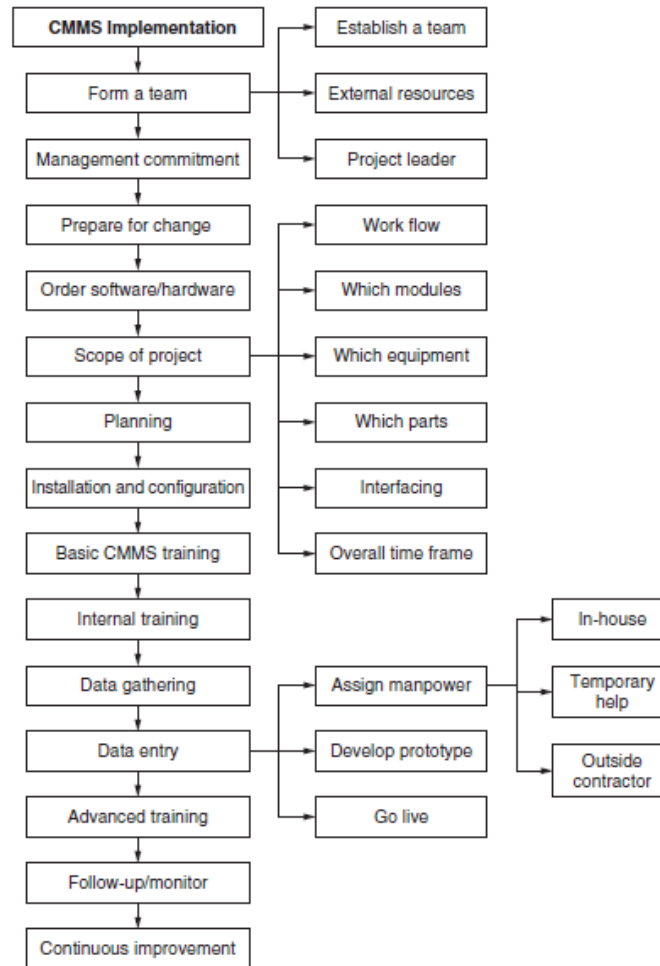 CMMS Implementation
Establish a team
Form a team
External resources
Management commitment
Project leader
Prepare for change
Work flow
Order software/hardware
Which modules
Scope of project
Which equipment
Planning
Which parts
Installation and configuration
Interfacing
Basic CMMS training
Overall time frame
Internal training
In-house
Data gathering
Assign manpower
Temporary
help
Data entry
Develop prototype
Outside
contractor
Advanced training
Go live
Follow-up/monitor
Continuous improvement